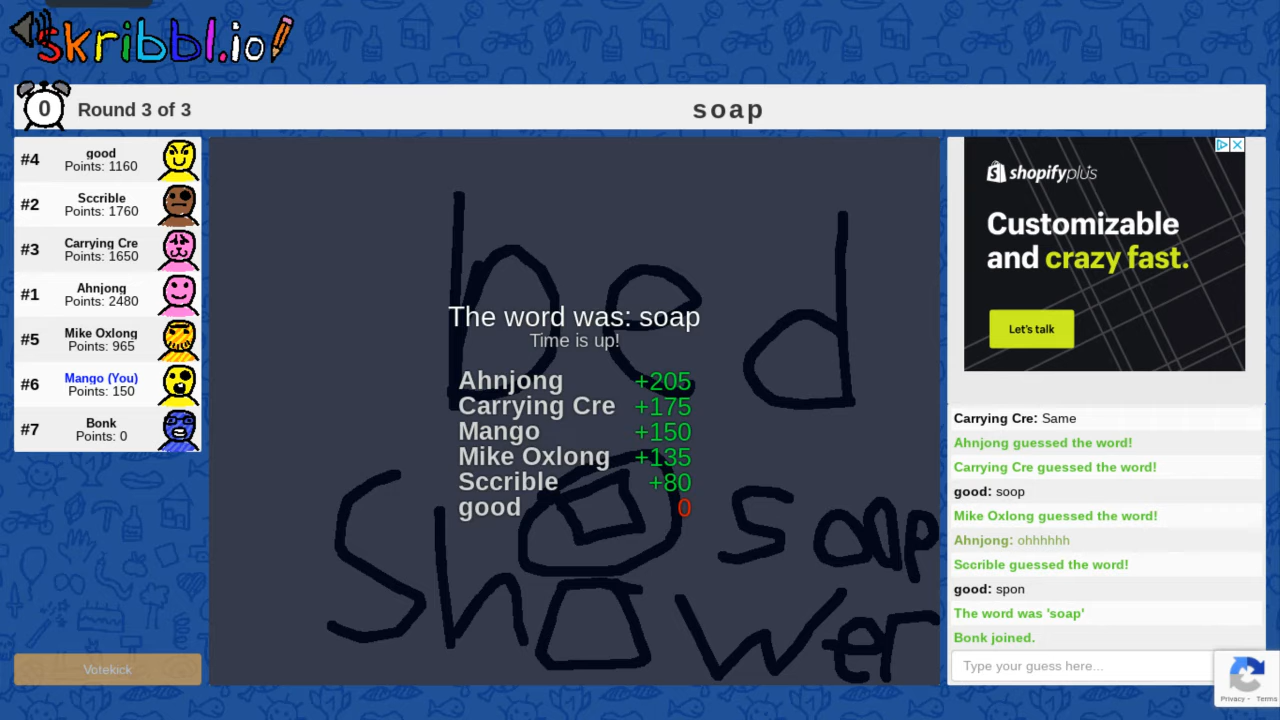 skribbl.io
0
Round 3 of 3
soap
#4
good
Points: 1160
#2
Sccrible
Points: 1760
#3
Carrying Cre
Points: 1650
#1
Ahnjong
Points: 2480
#5
Mike Oxlong
Points: 965
#6
Mango (You)
Points: 150
#7
Bonk
Points: 0
Votekick
bed
The word was: soap
Time is up!
Ahnjong +205
Carrying Cre +175
Mango +150
Mike Oxlong +135
Sccrible +80
good 0
soap
Shower
shopifyplus
Customizable
and crazy fast.
Let's talk
Carrying Cre: Same
Ahnjong guessed the word!
Carrying Cre guessed the word!
good: soop
Mike Oxlong guessed the word!
Ahnjong: ohhhhhh
Sccrible guessed the word!
good: spon
The word was 'soap'
Bonk joined.
Type your guess here...
Privacy - Terms